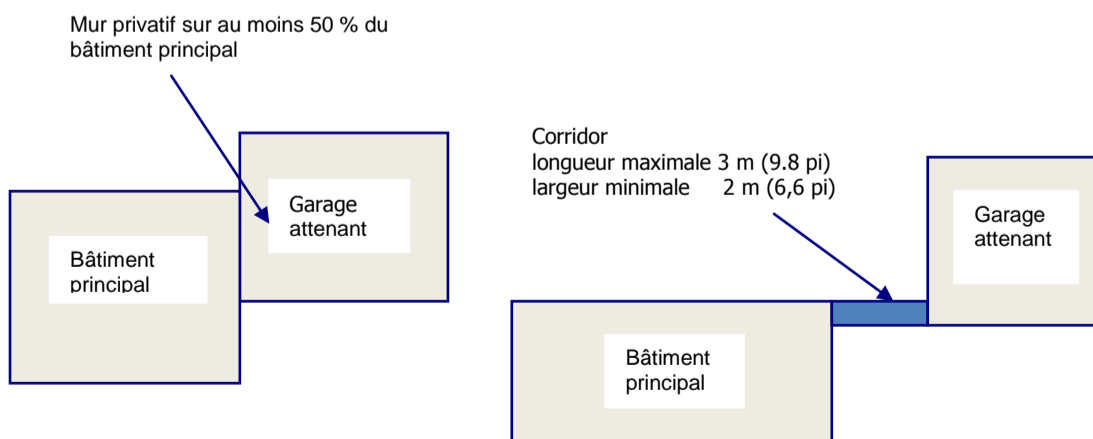 Mur privatif sur au moins 50 % du
bâtiment principal
Garage
attenant
Bâtiment
principal
Corridor
longueur maximale 3 m (9.8 pi)
largeur minimale 2 m (6,6 pi)
Garage
attenant
Bâtiment
principal